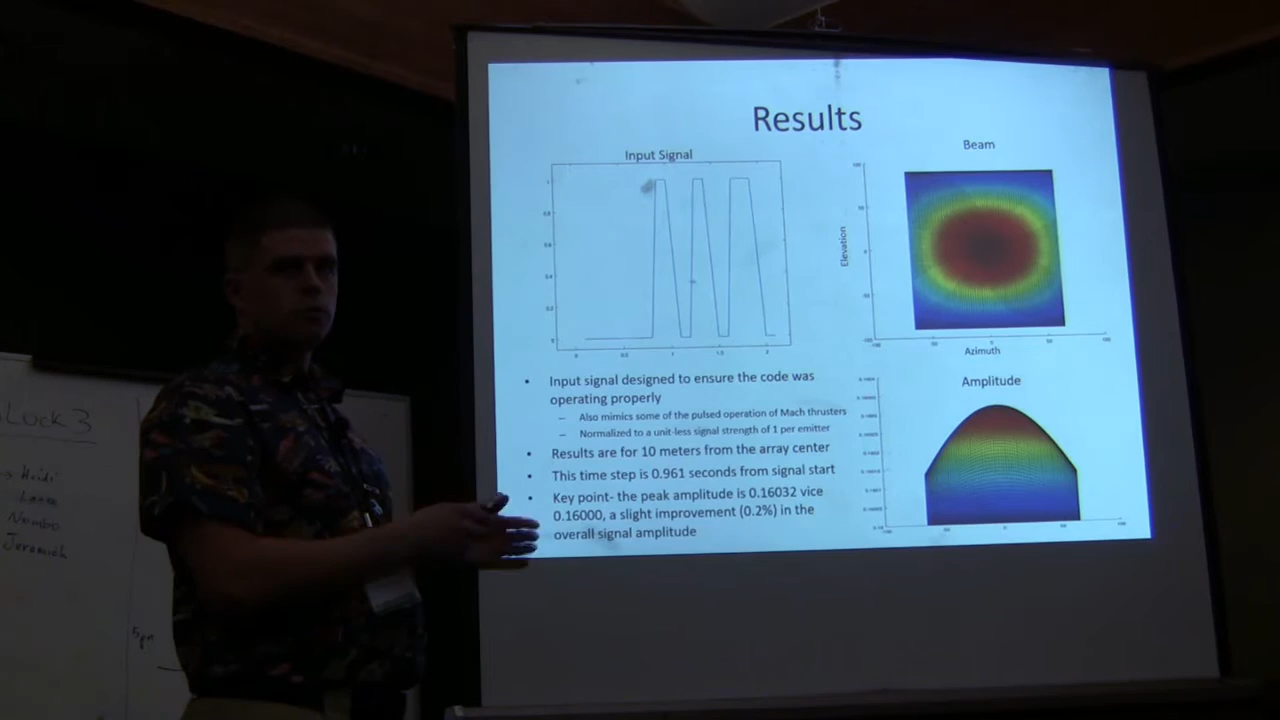 Results
Input Signal
Beam
Elevation
Azimuth
Amplitude
• Input signal designed to ensure the code was
operating properly
– Also mimics some of the pulsed operation of Mach thrusters
– Normalized to a unit-less signal strength of 1 per emitter
• Results are for 10 meters from the array center
• This time step is 0.961 seconds from signal start
• Key point- the peak amplitude is 0.16032 vice
0.16000, a slight improvement (0.2%) in the
overall signal amplitude
Lock 3
Heidi
Lance
Nembo
Jeremiah
5pm